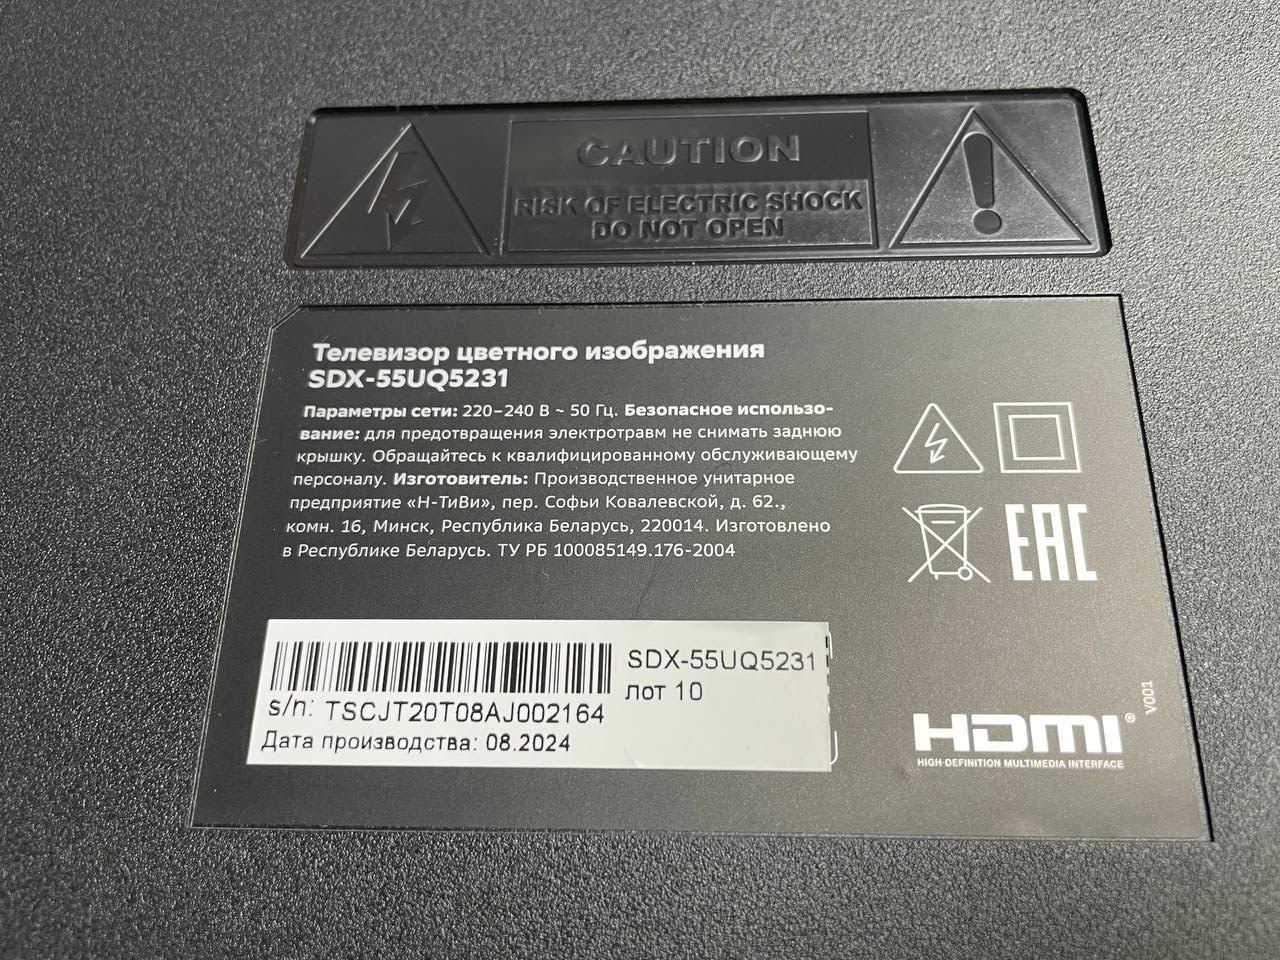 CAUTION
RISK OF ELECTRIC SHOCK
DO NOT OPEN
Телевизор цветного изображения
SDX-55UQ5231
Параметры сети: 220–240 В ~ 50 Гц. Безопасное использо-
вание: для предотвращения электротравм не снимать заднюю
крышку. Обращайтесь к квалифицированному обслуживающему
персоналу. Изготовитель: Производственное унитарное
предприятие «Н-ТиВи», пер. Софьи Ковалевской, д. 62.,
комн. 16, Минск, Республика Беларусь, 220014. Изготовлено
в Республике Беларусь. ТУ РБ 100085149.176-2004
EAC
SDX-55UQ5231
лот 10
s/n: TSCJT20T08AJ002164
Дата производства: 08.2024
HDMI®
HIGH-DEFINITION MULTIMEDIA INTERFACE
V001